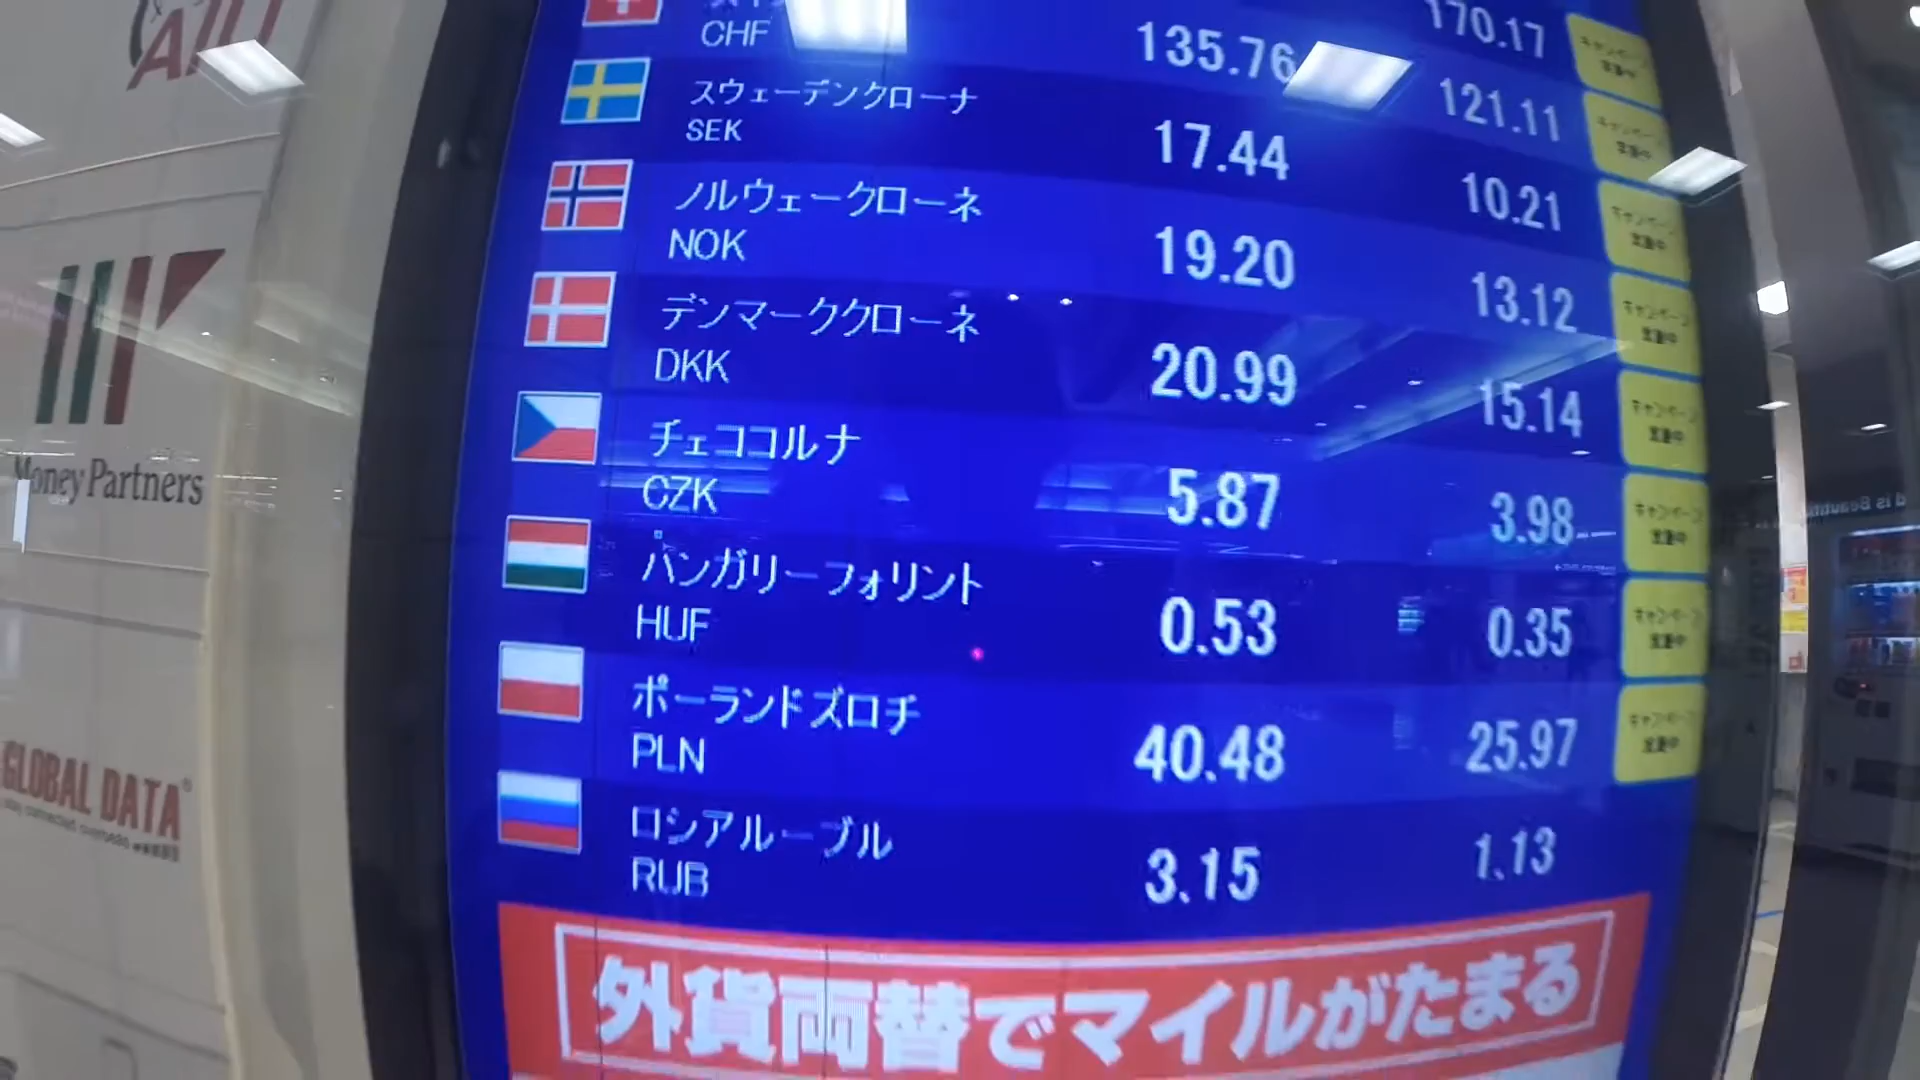 CHF 135.76 170.17
スウェーデンクローナ
SEK 17.44 121.11
ノルウェークローネ
NOK 19.20 10.21
デンマーククローネ
DKK 20.99 13.12
チェココルナ
CZK 5.87 15.14
ハンガリーフォリント
HUF 0.53 3.98
ポーランドズロチ
PLN 40.48 0.35
25.97
ロシアルーブル
RUB 3.15 1.13
外貨両替でマイルがたまる
Money Partners
GLOBAL DATA